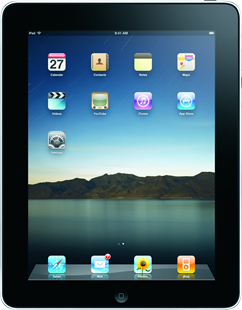 iPad 9:41 AM
27
Calendar Contacts Notes Maps
Videos YouTube iTunes App Store
Settings
Safari Mail Photos iPod